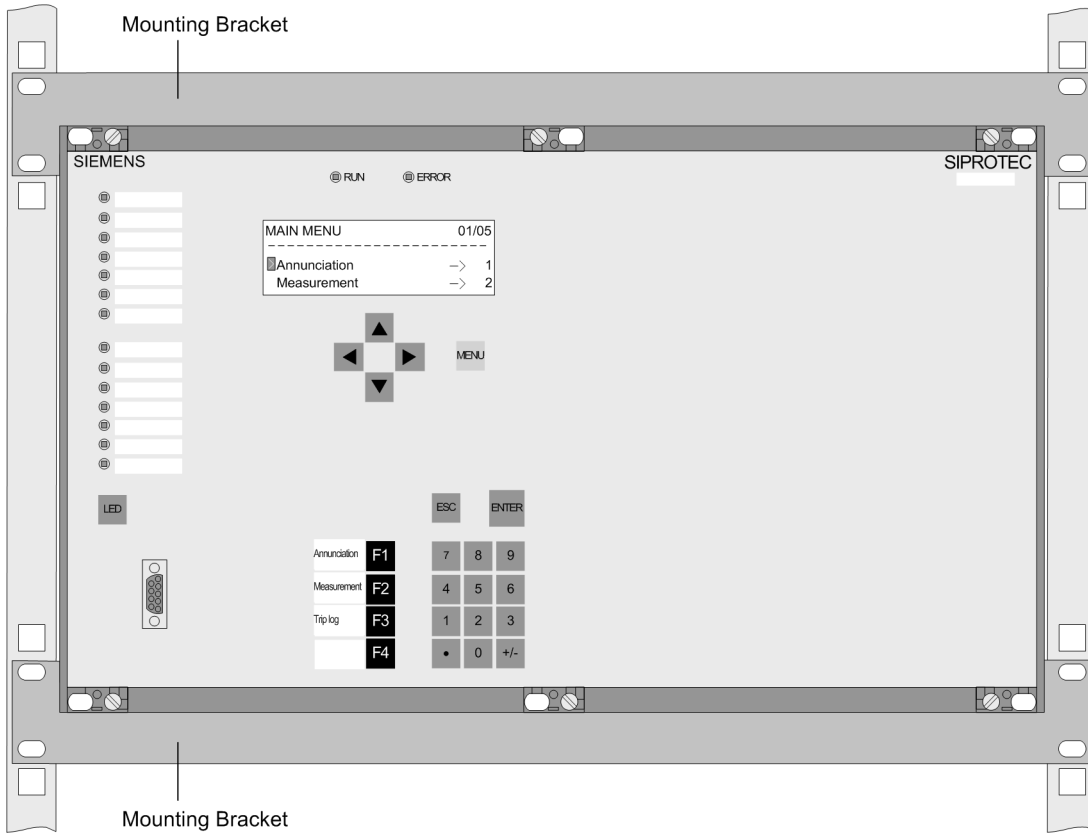 Mounting Bracket
SIEMENS
SIPROTEC
RUN
ERROR
MAIN MENU 01/05
Annunciation –> 1
Measurement –> 2
MENU
LED
ESC
ENTER
Annunciation F1
7 8 9
Measurement F2
4 5 6
Trip log F3
1 2 3
F4
• 0 +/-
Mounting Bracket